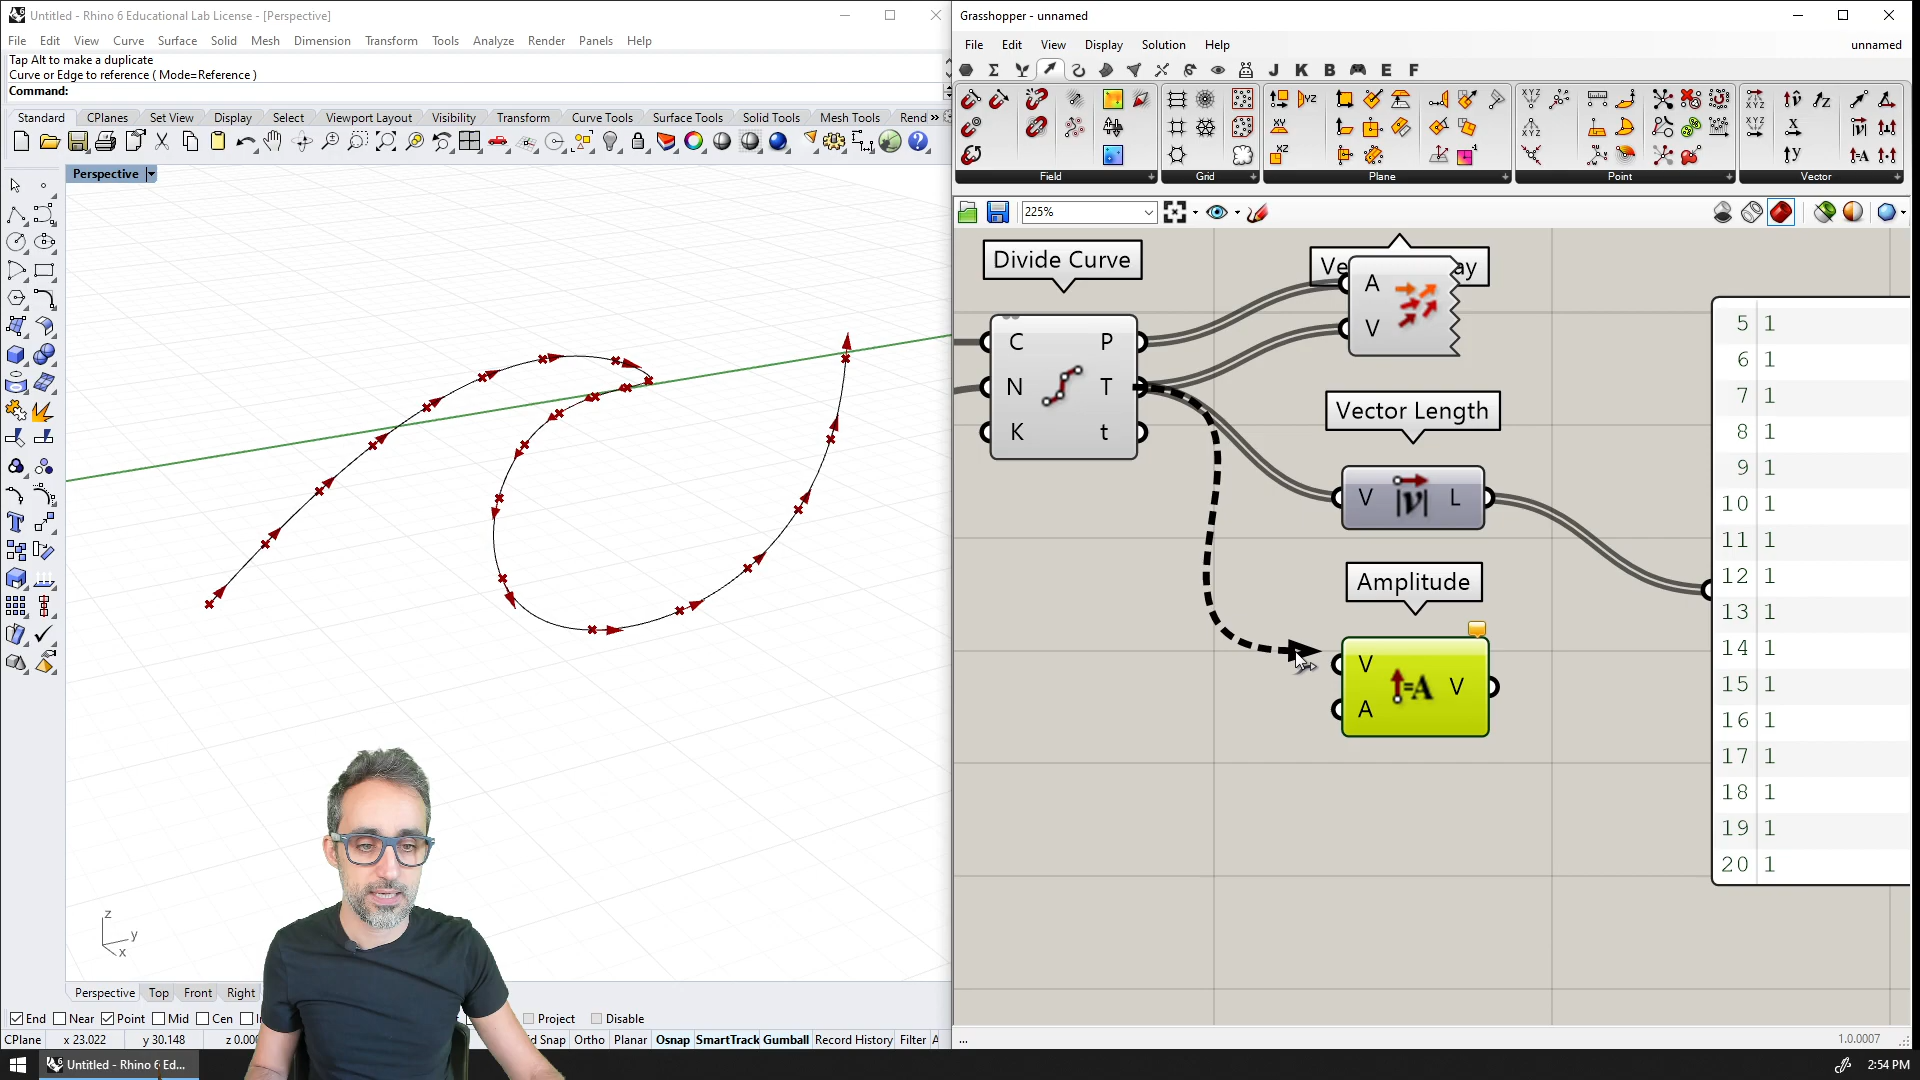 Untitled - Rhino 6 Educational Lab License - [Perspective]
File Edit View Curve Surface Solid Mesh Dimension Transform Tools Analyze Render Panels Help
Tap Alt to make a duplicate
Curve or Edge to reference ( Mode=Reference )
Command:
Standard CPlanes Set View Display Select Viewport Layout Visibility Transform Curve Tools Surface Tools Solid Tools Mesh Tools Rend »
Perspective
z
y
x
Perspective Top Front Right
End Near Point Mid Cen Project Disable
CPlane x 23.022 y 30.148 z 0.00 d Snap Ortho Planar Osnap SmartTrack Gumball Record History Filter A
Untitled - Rhino 6 Ed...
Grasshopper - unnamed
File Edit View Display Solution Help unnamed
J K B E F
Field Grid Plane Point Vector
225%
Divide Curve
C P
N T
K t
Ve ay
A
V
Vector Length
V |v| L
Amplitude
V =A V
A
5 1
6 1
7 1
8 1
9 1
10 1
11 1
12 1
13 1
14 1
15 1
16 1
17 1
18 1
19 1
20 1
... 1.0.0007
2:54 PM